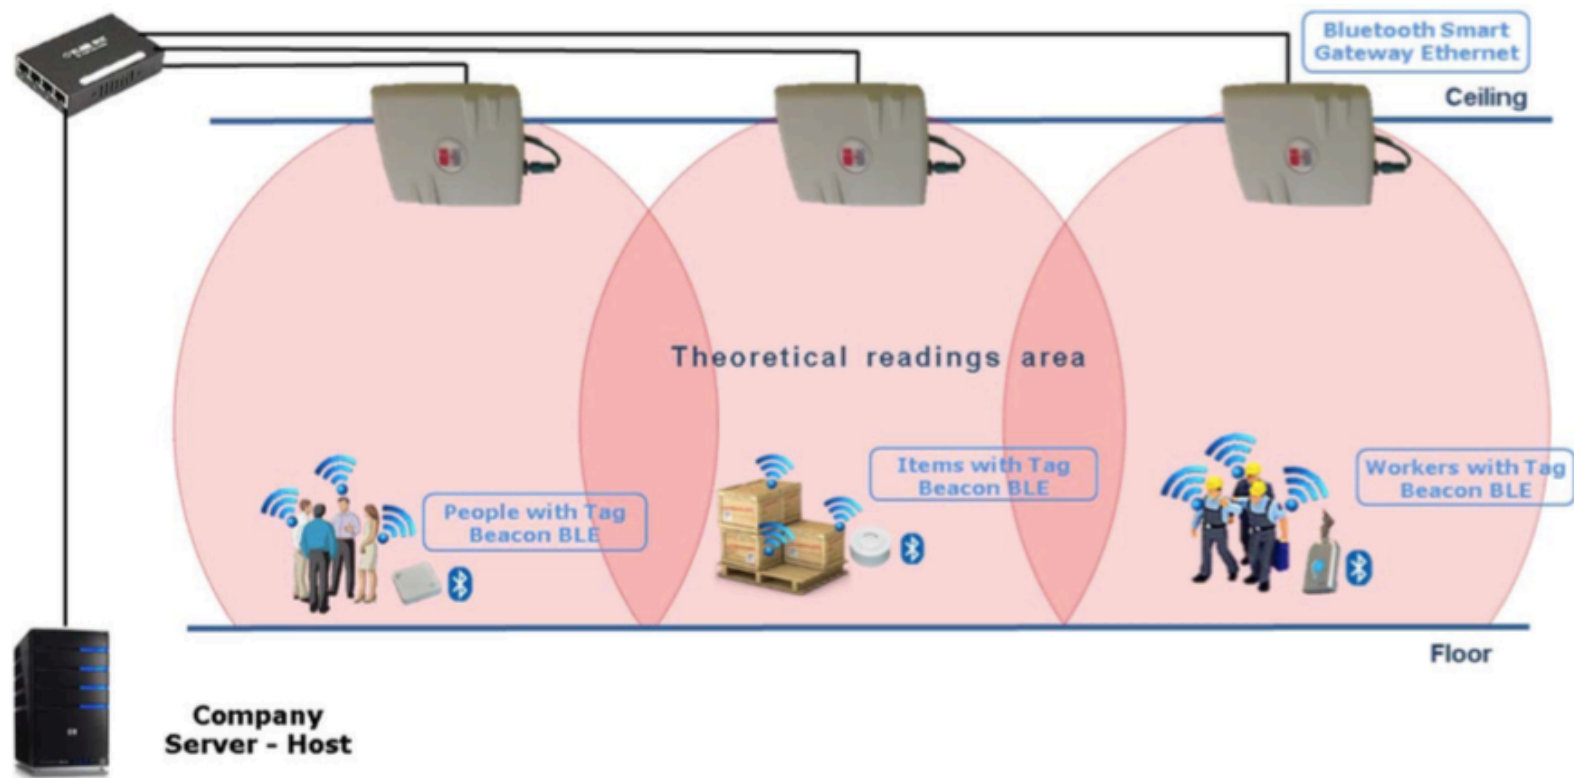 Bluetooth Smart
Gateway Ethernet
Ceiling
Theoretical readings area
People with Tag
Beacon BLE
Items with Tag
Beacon BLE
Workers with Tag
Beacon BLE
Floor
Company
Server - Host